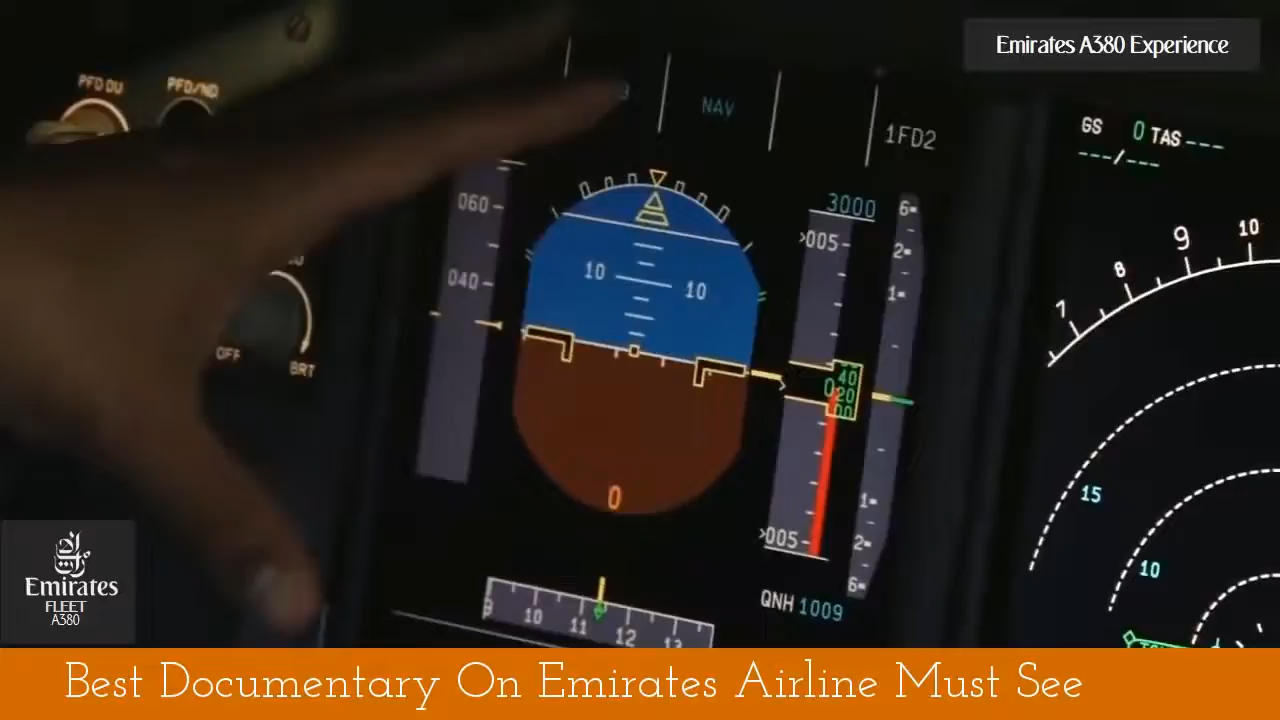 Emirates A380 Experience
PFD DU
PFD/ND
NAV
1FD2
GS 0 TAS ---
---/---
060
3000
005
6
2
1
9
10
8
7
10 10
040
OFF
BRT
0
40
20
00
15
10
0
005
1
2
6
QNH 1009
9 10 11 12 13
Emirates
FLEET
A380
Best Documentary On Emirates Airline Must See